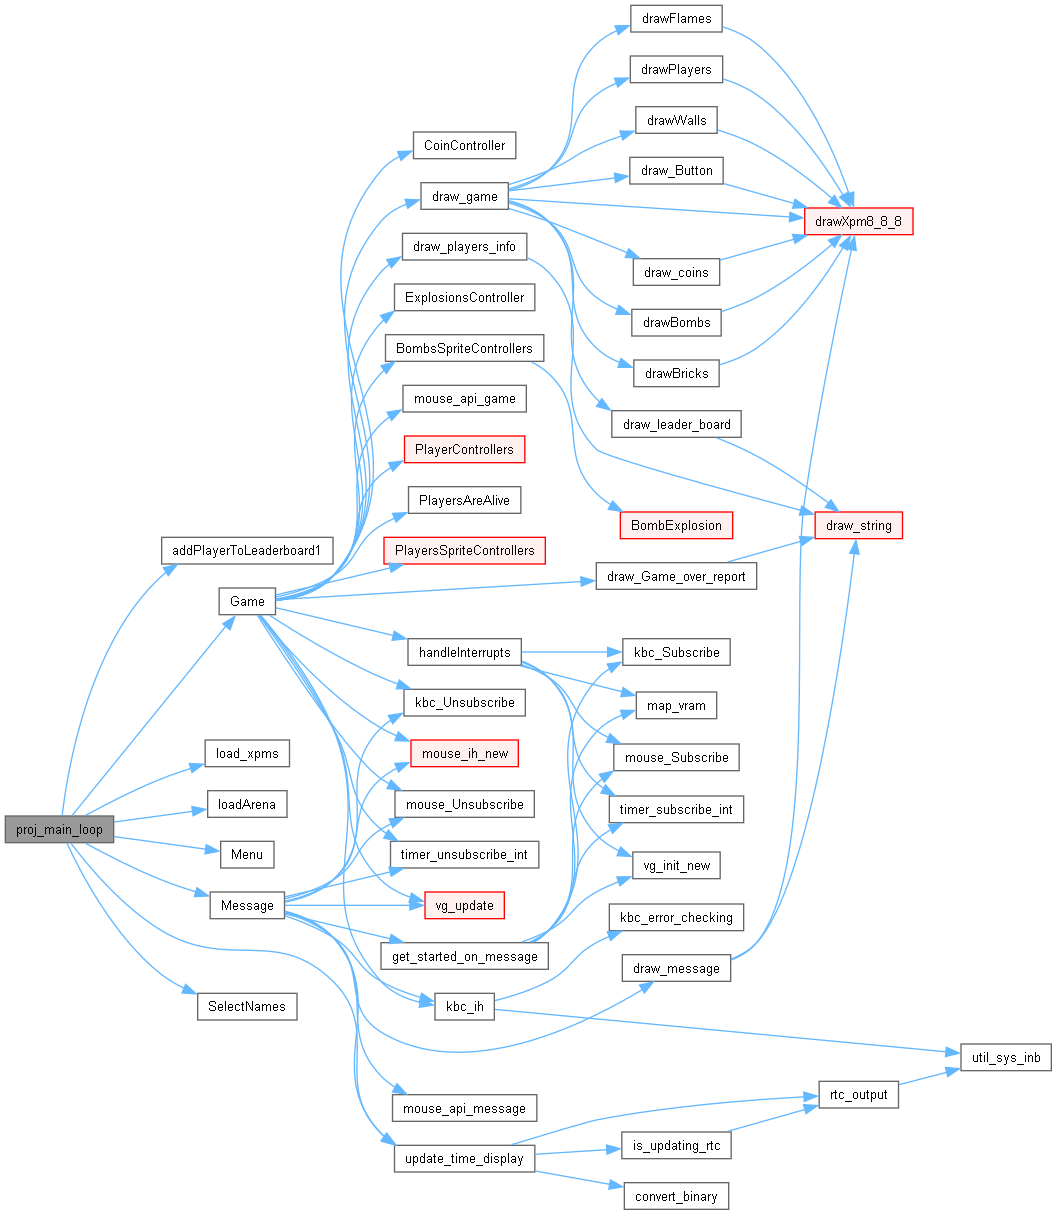 drawFlames
drawPlayers
drawWalls
CoinController
draw_Button
draw_game
drawXpm8_8_8
draw_players_info
draw_coins
ExplosionsController
drawBombs
BombsSpriteControllers
drawBricks
mouse_api_game
draw_leader_board
PlayerControllers
PlayersAreAlive
BombExplosion
draw_string
addPlayerToLeaderboard1
PlayersSpriteControllers
draw_Game_over_report
Game
handleInterrupts
kbc_Subscribe
kbc_Unsubscribe
map_vram
load_xpms
mouse_ih_new
mouse_Subscribe
loadArena
mouse_Unsubscribe
timer_subscribe_int
proj_main_loop
Menu
timer_unsubscribe_int
vg_init_new
Message
vg_update
kbc_error_checking
get_started_on_message
draw_message
SelectNames
kbc_ih
util_sys_inb
mouse_api_message
rtc_output
update_time_display
is_updating_rtc
convert_binary